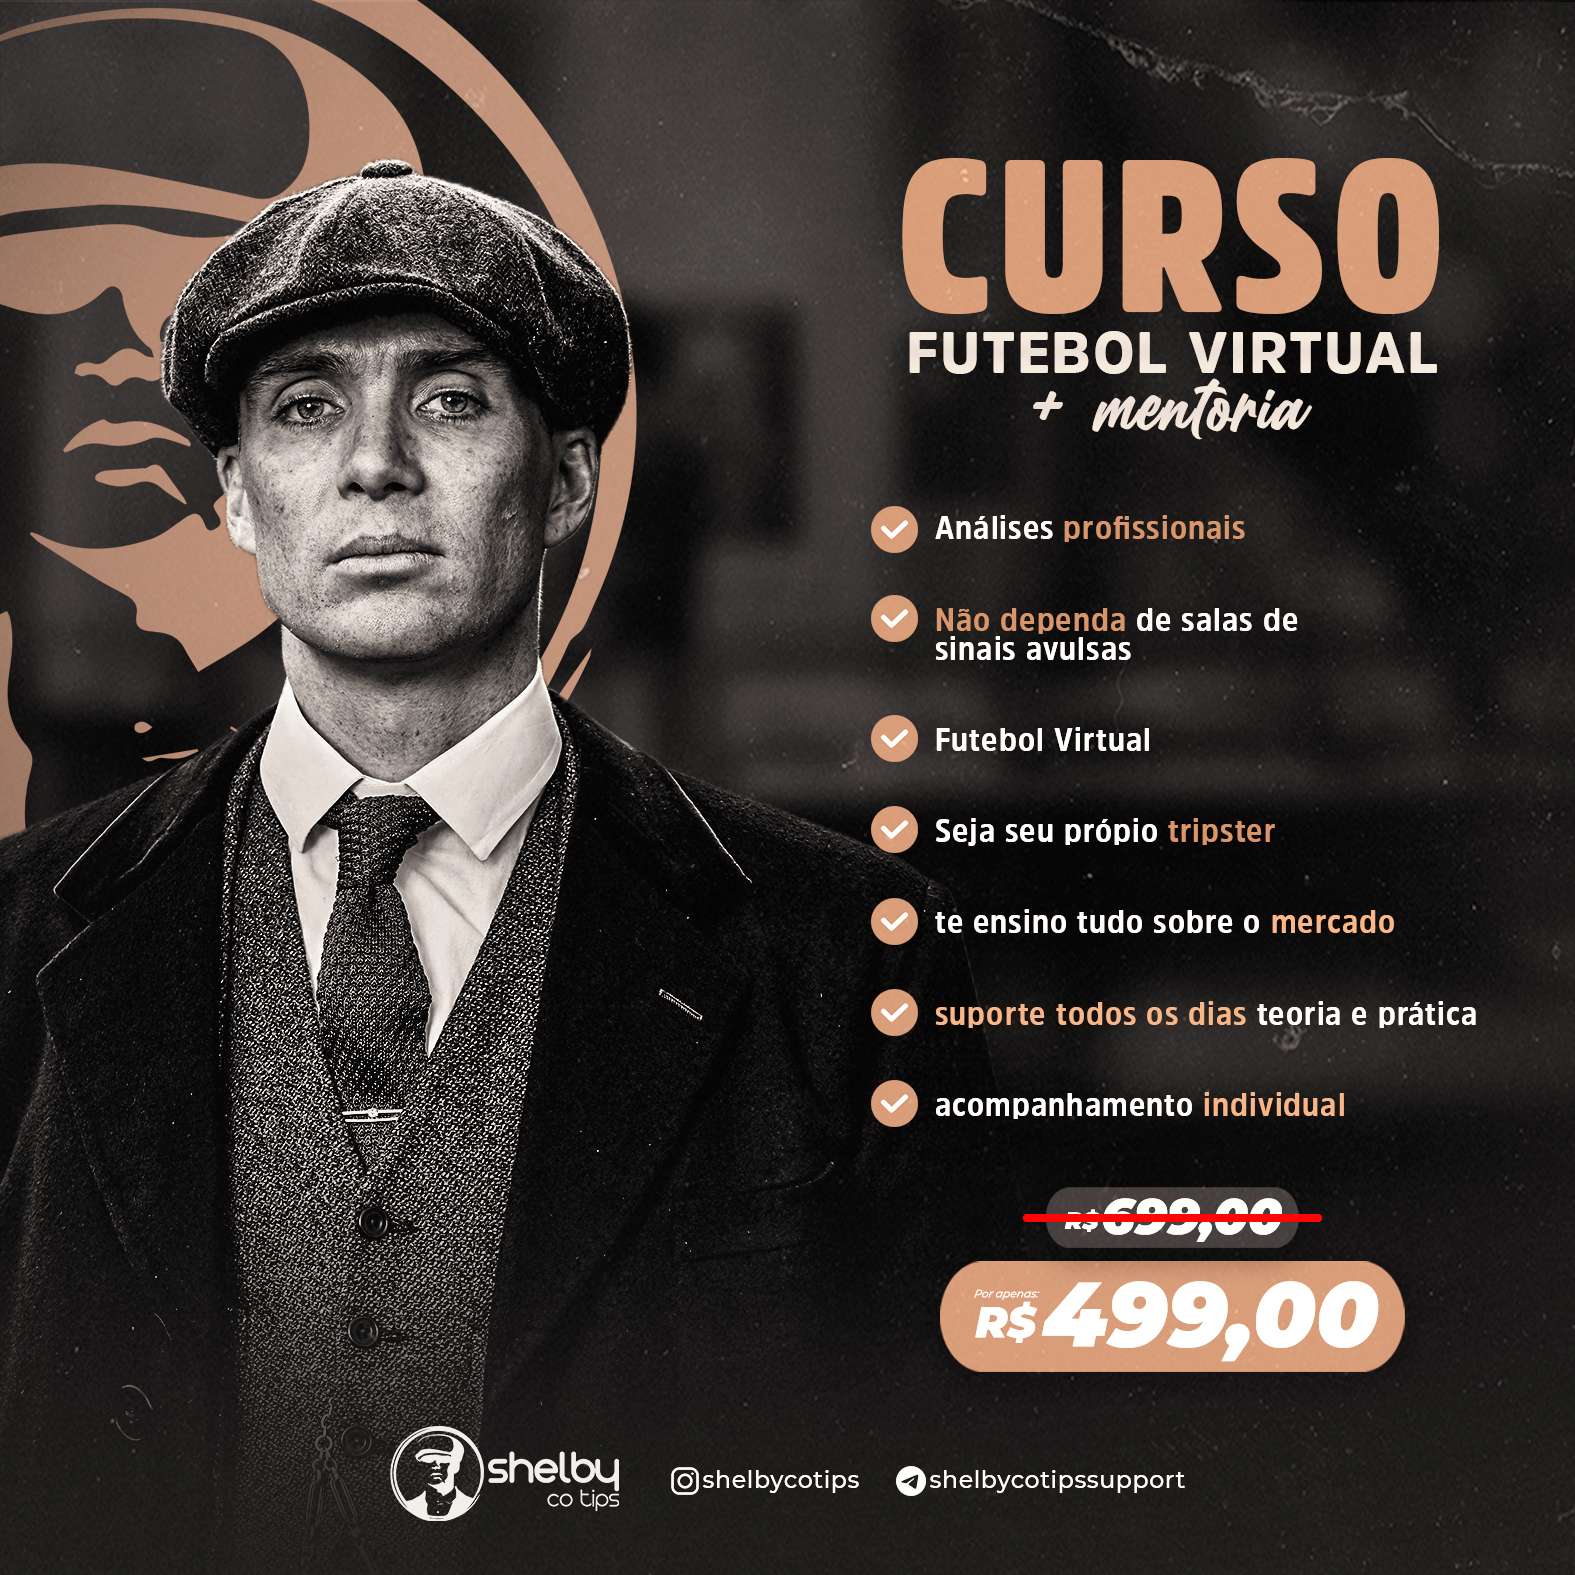 CURSO
FUTEBOL VIRTUAL
+ mentoria
Análises profissionais
Não dependa de salas de
sinais avulsas
Futebol Virtual
Seja seu própio tripster
te ensino tudo sobre o mercado
suporte todos os dias teoria e prática
acompanhamento individual
R$699,00
Por apenas:
R$499,00
shelby
co tips
shelbycotips
shelbycotipssupport